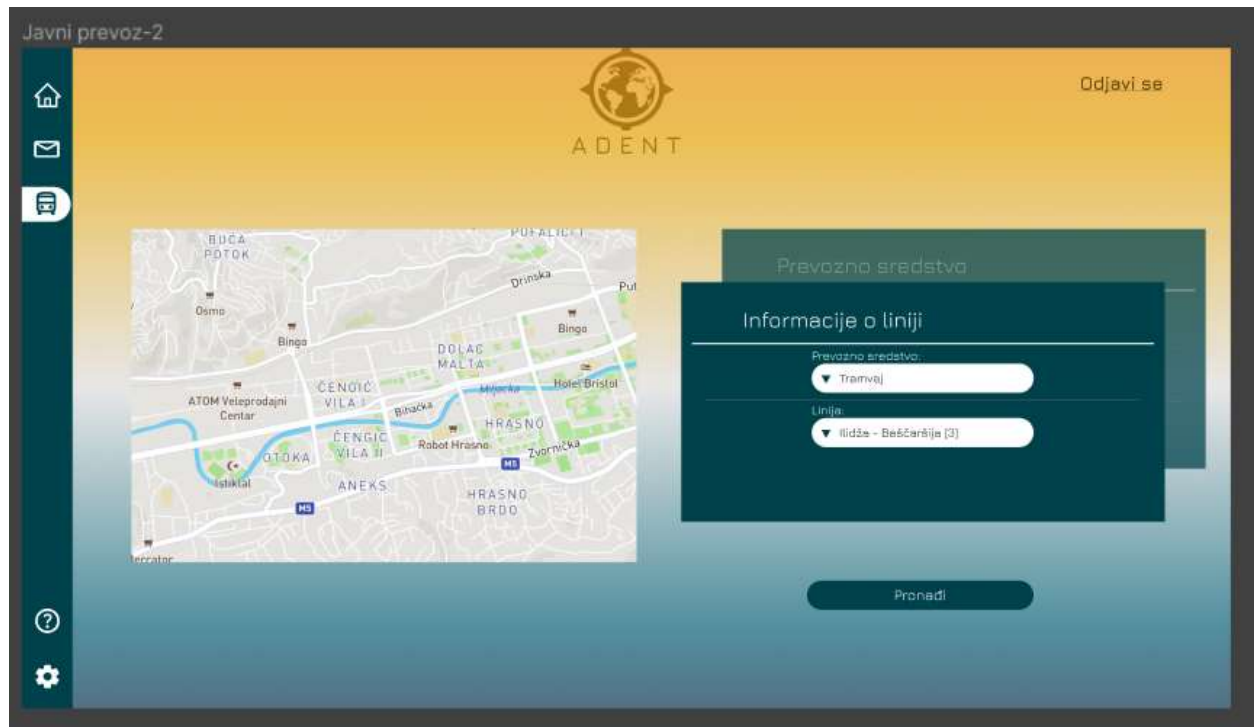 Javni prevoz-2
Odjavi se
ADENT
BUČA
POTOK
Drinska
Osmo
Bingo
Bingo
DOLAC
MALTA
ATOM Veleprodajni
Centar
ČENGIĆ
VILA I
Bihaćka
Miljacka
Hotel Bristol
HRASNO
ČENGIĆ
VILA II
Robot Hrasno
Zvornička
OTOKA
M5
Istiklal
ANEKS
M5
HRASNO
BRDO
Prevozno sredstvo
Informacije o liniji
Prevozno sredstvo:
▼ Tramvaj
Linija:
▼ Ilidža - Baščaršija (3)
Pronađi